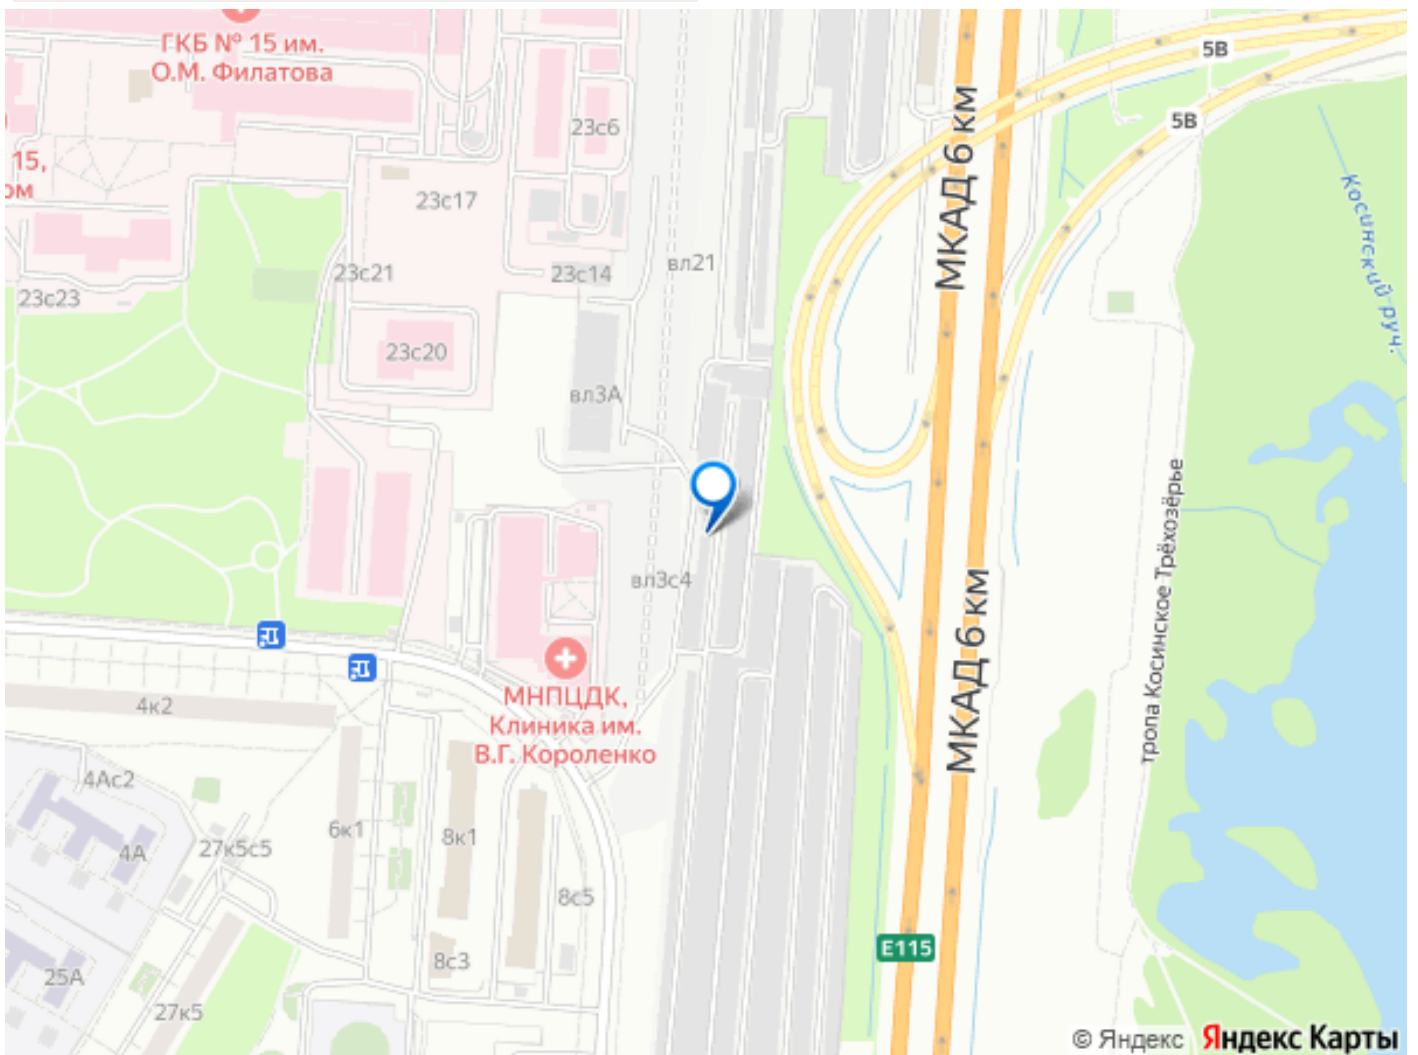 ГКБ № 15 им.
О.М. Филатова
5В
5В
МКАД 6 км
23с6
15,
ом
23с17
Косинский руч.
23с21
23с14
вл21
23с23
23с20
вл3А
тропа Косинское Трёхозёрье
вл3с4
МКАД 6 км
МНПЦДК,
Клиника им.
В.Г. Короленко
4к2
4Ас2
6к1
8к1
4А
27к5с5
8с5
E115
8с3
25А
27к5
© Яндекс Яндекс Карты